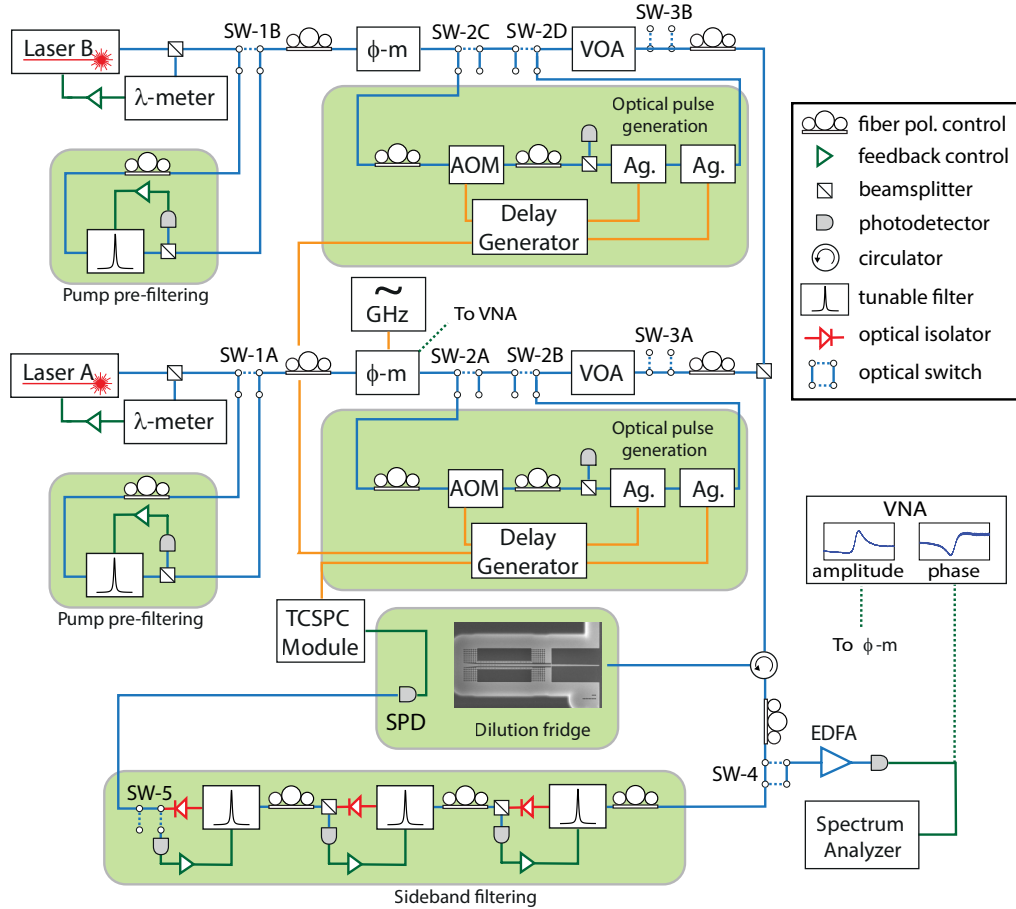 SW-3B
SW-1B
SW-2C
SW-2D
Laser B
ϕ-m
VOA
λ-meter
Optical pulse
generation
AOM
Ag.
Ag.
Delay
Generator
Pump pre-filtering
fiber pol. control
feedback control
beamsplitter
photodetector
circulator
tunable filter
optical isolator
optical switch
~
GHz
To VNA
SW-3A
SW-1A
SW-2A
SW-2B
Laser A
ϕ-m
VOA
λ-meter
Optical pulse
generation
AOM
Ag.
Ag.
Delay
Generator
Pump pre-filtering
VNA
amplitude
phase
To ϕ-m
TCSPC
Module
SPD
Dilution fridge
EDFA
SW-4
SW-5
Spectrum
Analyzer
Sideband filtering